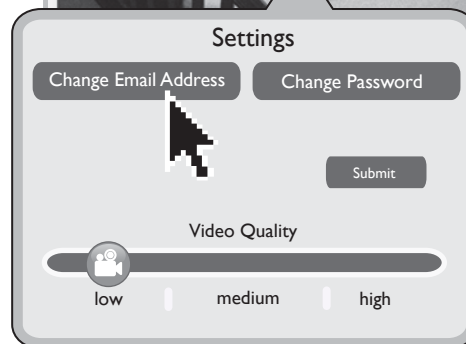 Settings
Change Email Address Change Password
Submit
Video Quality
low medium high